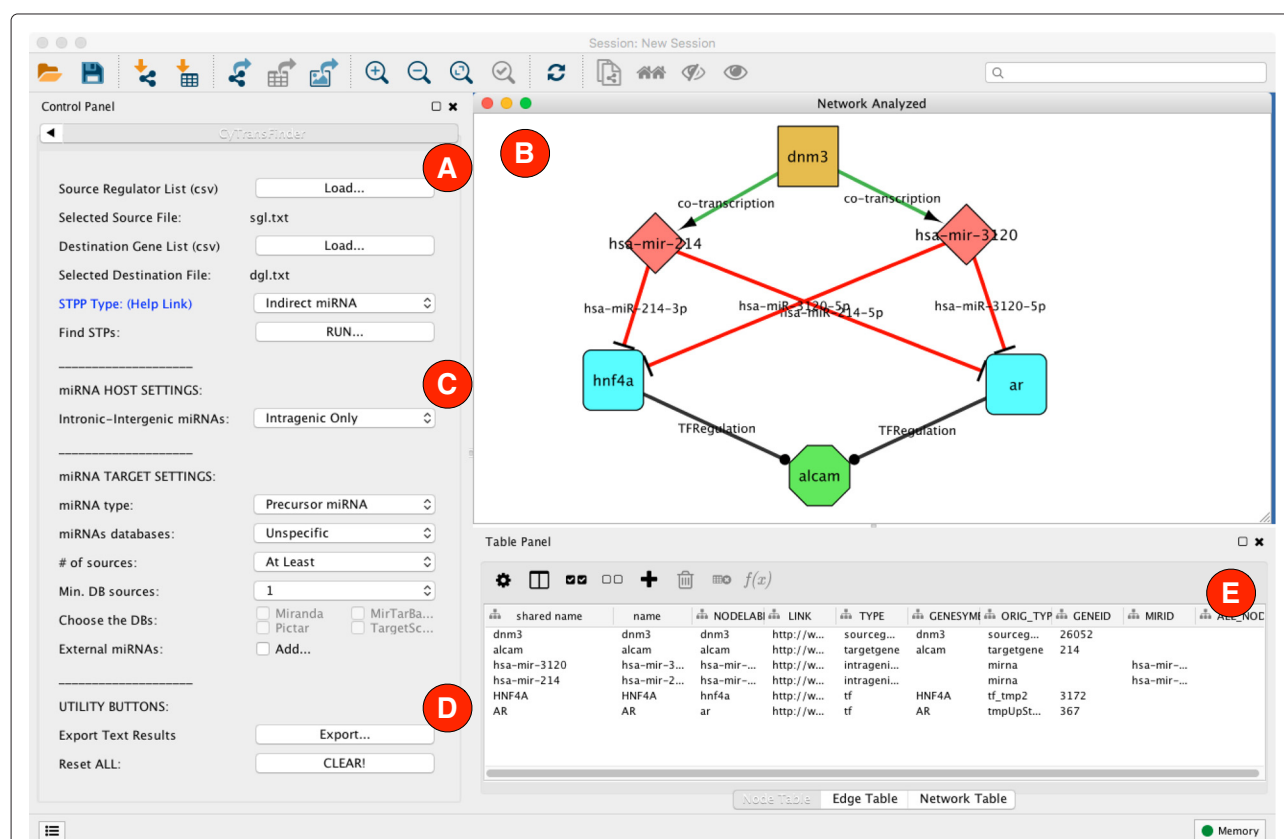 Session: New Session
Control Panel
CyTransFinder
A
Source Regulator List (csv) Load...
Selected Source File: sgl.txt
Destination Gene List (csv) Load...
Selected Destination File: dgl.txt
STPP Type: (Help Link) Indirect miRNA
Find STPs: RUN...
C
miRNA HOST SETTINGS:
Intronic-Intergenic miRNAs: Intragenic Only
miRNA TARGET SETTINGS:
miRNA type: Precursor miRNA
miRNAs databases: Unspecific
# of sources: At Least
Min. DB sources: 1
Choose the DBs: Miranda MirTarBa...
Pictar TargetSc...
External miRNAs: Add...
D
UTILITY BUTTONS:
Export Text Results Export...
Reset ALL: CLEAR!
Network Analyzed
B
dnm3
co-transcription co-transcription
hsa-mir-214 hsa-mir-3120
hsa-miR-214-3p hsa-miR-3120-5p hsa-miR-3120-5p
hsa-miR-214-5p
hnf4a ar
TFRegulation TFRegulation
alcam
Table Panel
f(x)
E
shared name name NODELABI LINK TYPE GENESYMI ORIG_TYP GENEID MIRID ALL_NOD
dnm3 dnm3 dnm3 http://w... sourceg... dnm3 sourceg... 26052
alcam alcam alcam http://w... targetgene alcam targetgene 214
hsa-mir-3120 hsa-mir-3... hsa-mir-... http://w... intrageni... mirna hsa-mir-...
hsa-mir-214 hsa-mir-2... hsa-mir-... http://w... intrageni... mirna hsa-mir-...
HNF4A HNF4A hnf4a http://w... tf HNF4A tf_tmp2 3172
AR AR ar http://w... tf AR tmpUpSt... 367
Node Table Edge Table Network Table
Memory